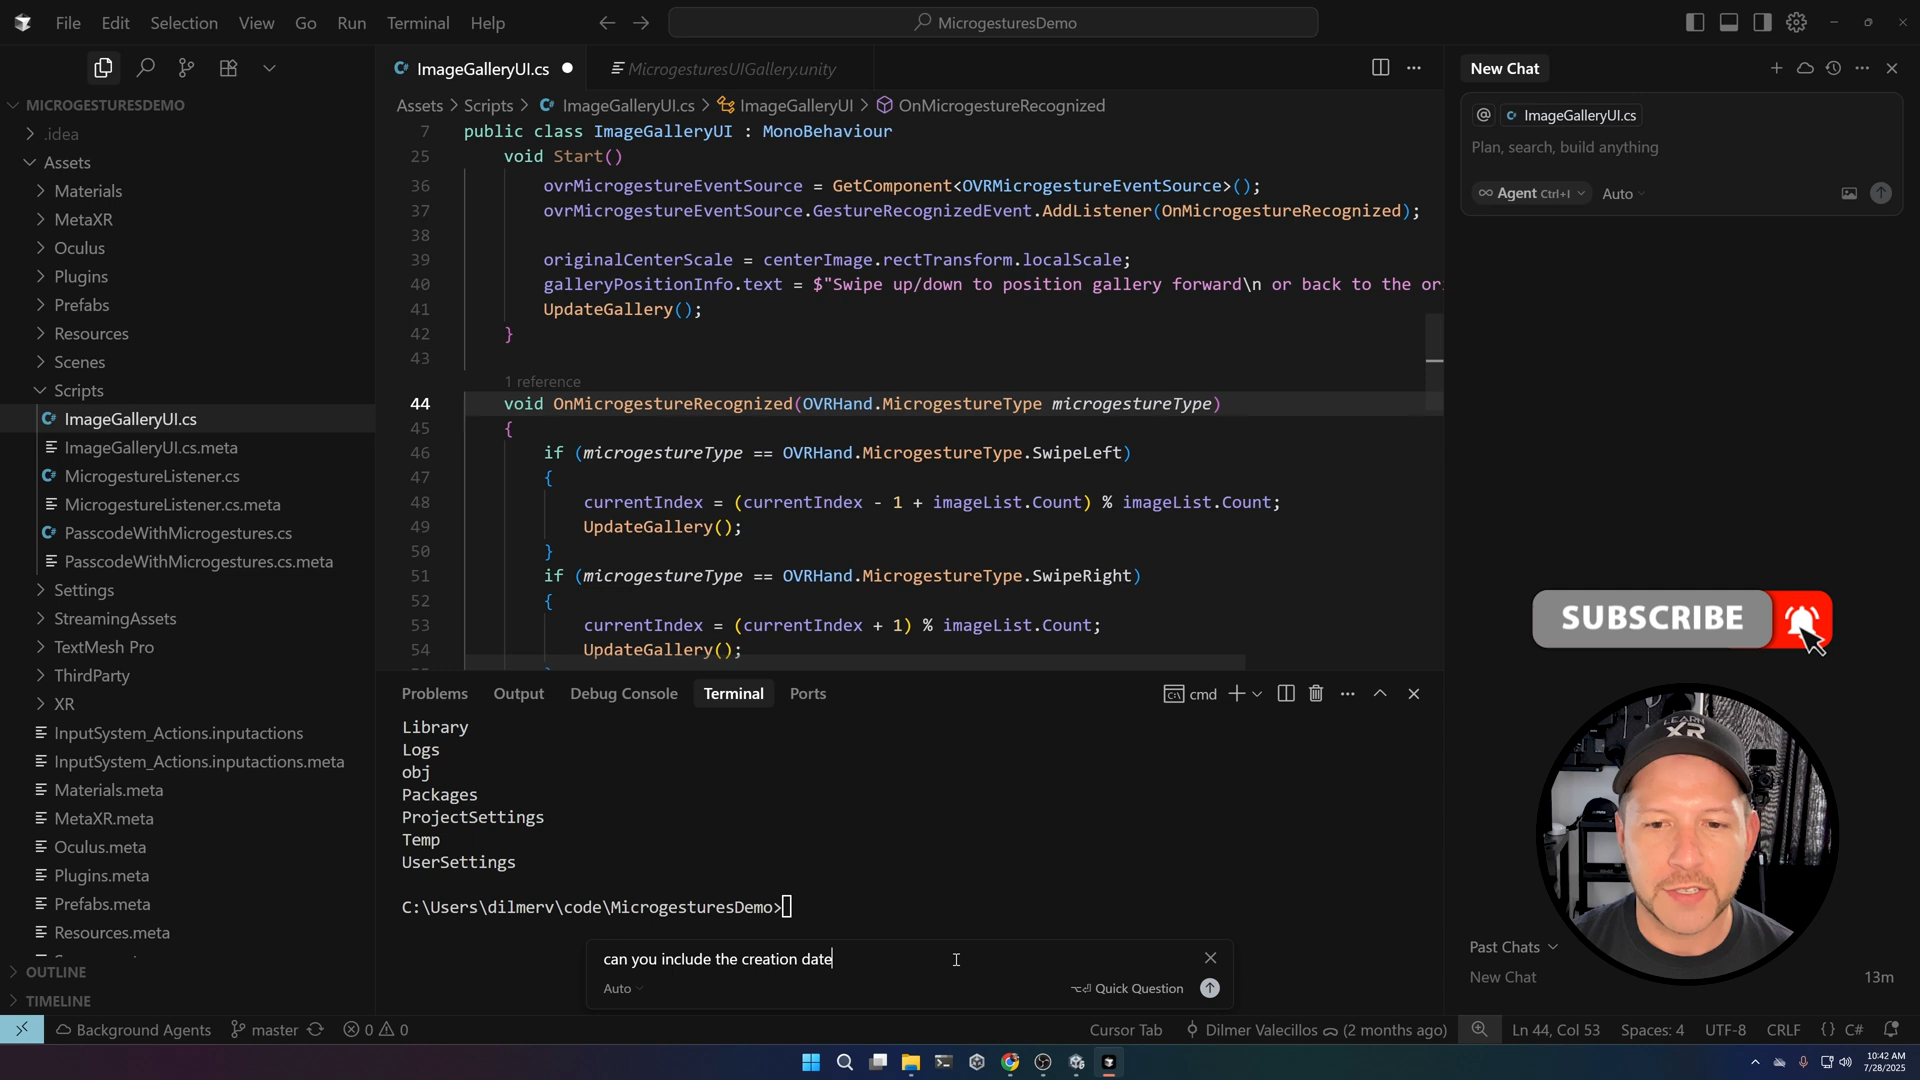 File Edit Selection View Go Run Terminal Help
MicrogesturesDemo
MICROGESTURESDEMO
.idea
Assets
Materials
MetaXR
Oculus
Plugins
Prefabs
Resources
Scenes
Scripts
ImageGalleryUI.cs
ImageGalleryUI.cs.meta
MicrogestureListener.cs
MicrogestureListener.cs.meta
PasscodeWithMicrogestures.cs
PasscodeWithMicrogestures.cs.meta
Settings
StreamingAssets
TextMesh Pro
ThirdParty
XR
InputSystem_Actions.inputactions
InputSystem_Actions.inputactions.meta
Materials.meta
MetaXR.meta
Oculus.meta
Plugins.meta
Prefabs.meta
Resources.meta
OUTLINE
TIMELINE
ImageGalleryUI.cs
MicrogesturesUIGallery.unity
Assets > Scripts > ImageGalleryUI.cs > ImageGalleryUI > OnMicrogestureRecognized
7 public class ImageGalleryUI : MonoBehaviour
25 void Start()
36 ovrMicrogestureEventSource = GetComponent<OVRMicrogestureEventSource>();
37 ovrMicrogestureEventSource.GestureRecognizedEvent.AddListener(OnMicrogestureRecognized);
38
39 originalCenterScale = centerImage.rectTransform.localScale;
40 galleryPositionInfo.text = $"Swipe up/down to position gallery forward\n or back to the or
41 UpdateGallery();
42 }
43
1 reference
44 void OnMicrogestureRecognized(OVRHand.MicrogestureType microgestureType)
45 {
46 if (microgestureType == OVRHand.MicrogestureType.SwipeLeft)
47 {
48 currentIndex = (currentIndex - 1 + imageList.Count) % imageList.Count;
49 UpdateGallery();
50 }
51 if (microgestureType == OVRHand.MicrogestureType.SwipeRight)
52 {
53 currentIndex = (currentIndex + 1) % imageList.Count;
54 UpdateGallery();
Problems Output Debug Console Terminal Ports
cmd
Library
Logs
obj
Packages
ProjectSettings
Temp
UserSettings
C:\Users\dilmerv\code\MicrogesturesDemo>
can you include the creation date
Auto
Quick Question
New Chat
@ ImageGalleryUI.cs
Plan, search, build anything
Agent Ctrl+I
Auto
SUBSCRIBE
LEARN
XR
Past Chats
New Chat 13m
Background Agents master 0 0
Cursor Tab Dilmer Valecillos (2 months ago) Ln 44, Col 53 Spaces: 4 UTF-8 CRLF {} C#
10:42 AM
7/28/2025